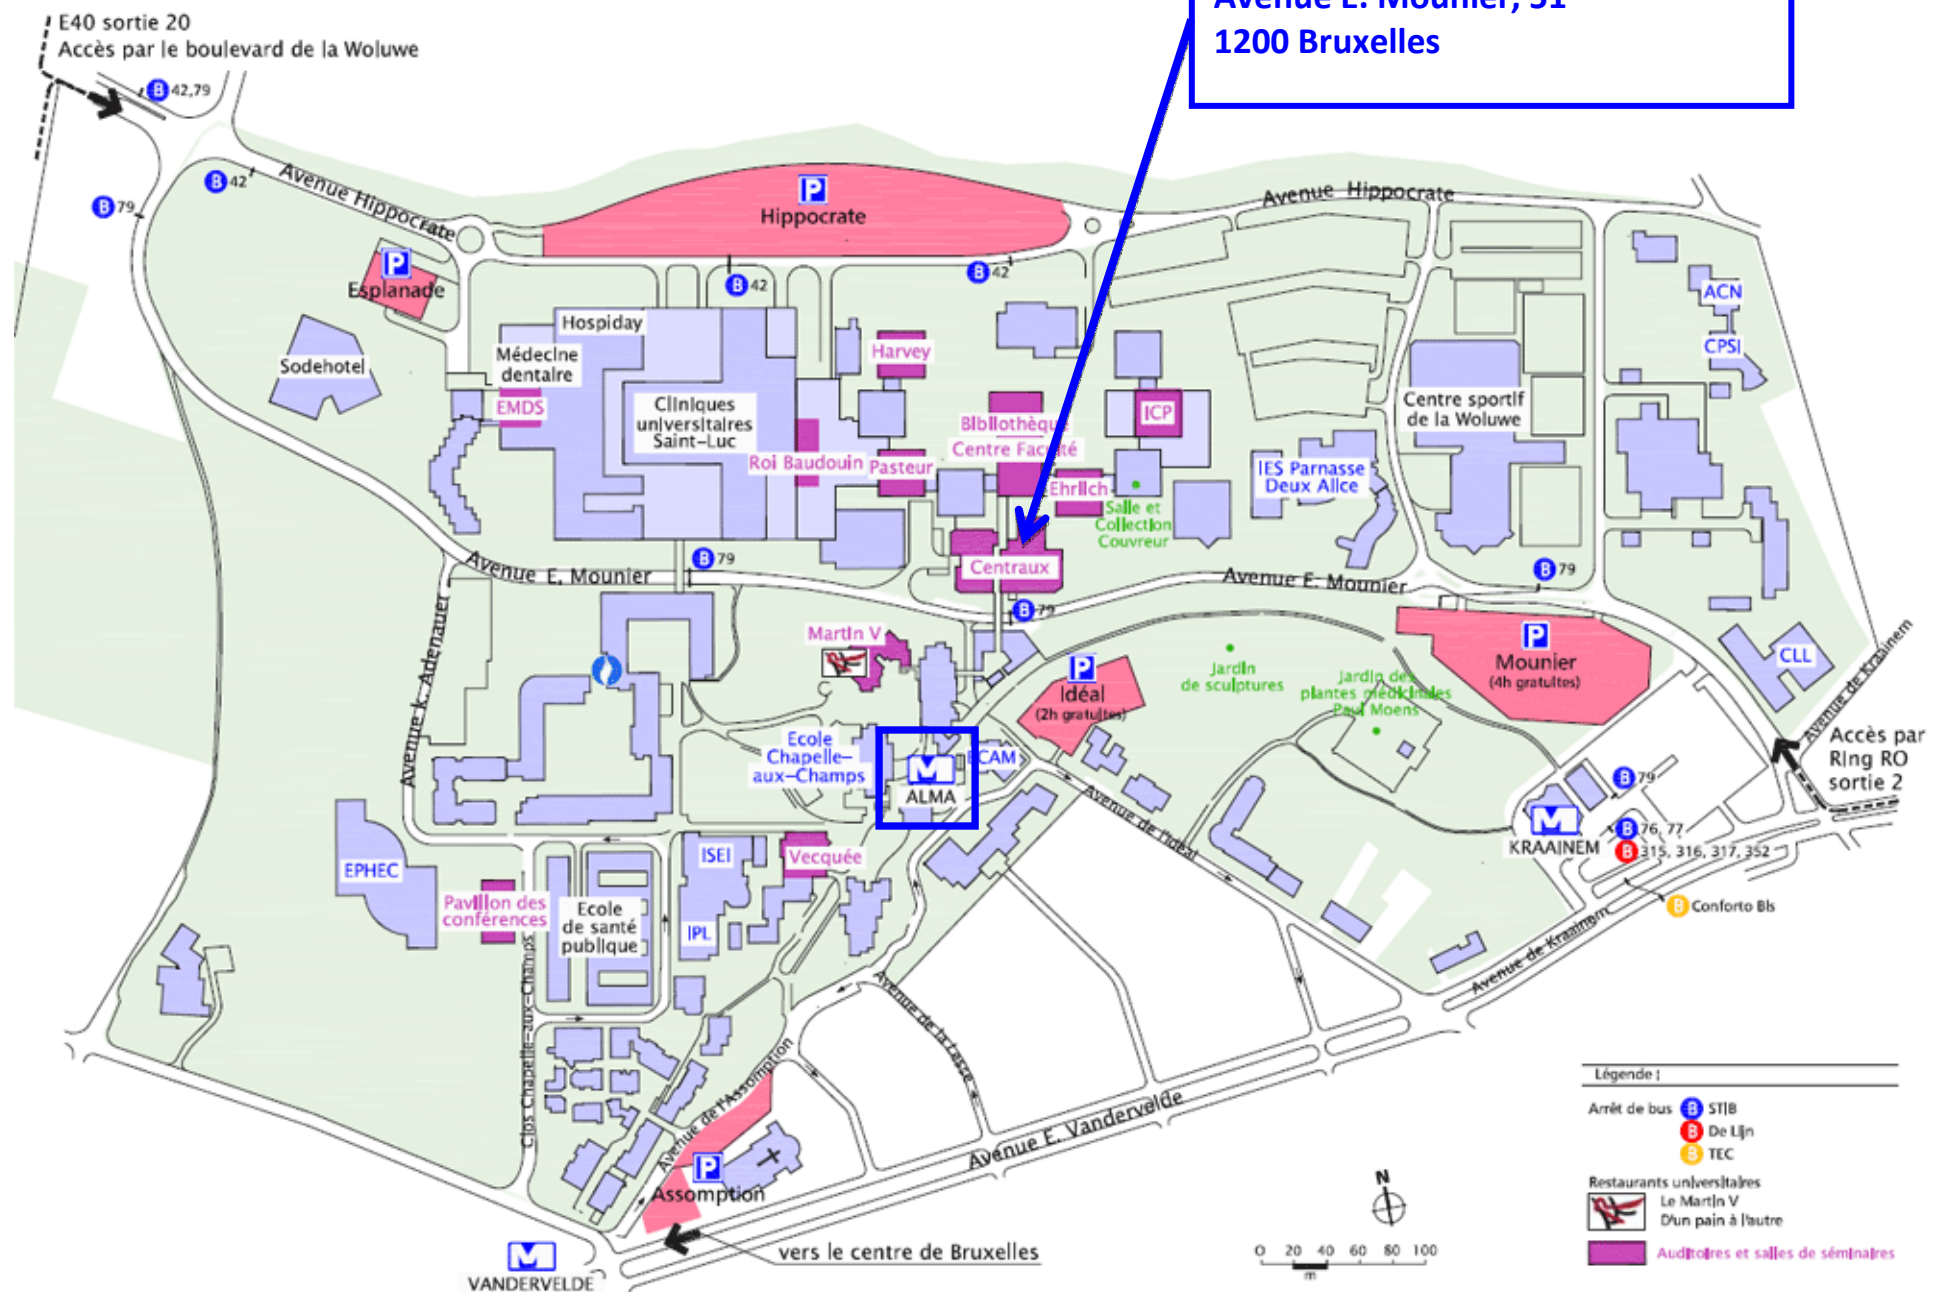 Avenue E. Mounier, 51
1200 Bruxelles
E40 sortie 20
Accès par le boulevard de la Woluwe
B 42,79
B 42
B 79
Avenue Hippocrate
P
Hippocrate
Avenue Hippocrate
B 42
B 42
P
Esplanade
Sodehotel
Hospiday
Médecine
dentaire
EMDS
Cliniques
universitaires
Saint-Luc
Roi Baudouin
Harvey
Pasteur
Bibliothèque
Centre Faculté
Ehrlich
ICP
Salle et
Collection
Couvreur
Centraux
IES Parnasse
Deux Alice
Centre sportif
de la Woluwe
ACN
CPSI
CLL
Avenue E. Mounier
B 79
B 79
Avenue E. Mounier
B 79
Avenue K. Adenauer
Martin V
P
Idéal
(2h gratuites)
Jardin
de sculptures
Jardin des
plantes médicinales
Paul Moens
P
Mounier
(4h gratuites)
Avenue de Kraainem
Accès par
Ring RO
sortie 2
Ecole
Chapelle-
aux-Champs
M
ALMA
ECAM
Avenue de l'Idéal
B 79
M
KRAAINEM
B 76, 77
B 315, 316, 317, 352
B Conforto Bis
Avenue de Kraainem
EPHEC
Pavillon des
conférences
Ecole
de santé
publique
ISEI
IPL
Vecquée
Clos Chapelle-aux-Champs
Avenue de la Lesse
Avenue de l'Assomption
Avenue E. Vandervelde
P
Assomption
vers le centre de Bruxelles
M
VANDERVELDE
N
0 20 40 60 80 100
m
Légende :
Arrêt de bus B STIB
B De Lijn
B TEC
Restaurants universitaires
Le Martin V
D'un pain à l'autre
Auditoires et salles de séminaires